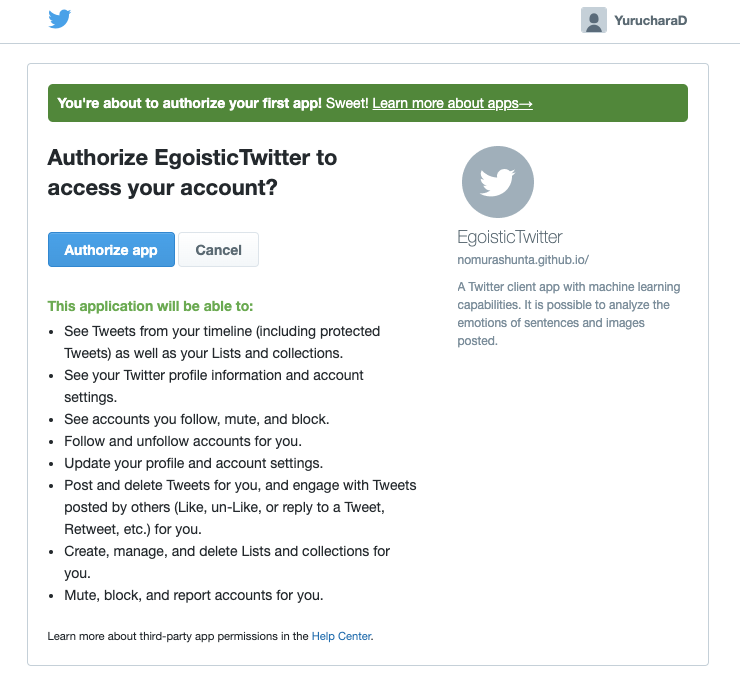 YurucharaD
You're about to authorize your first app! Sweet! Learn more about apps→
Authorize EgoisticTwitter to
access your account?
Authorize app
Cancel
This application will be able to:
• See Tweets from your timeline (including protected
Tweets) as well as your Lists and collections.
• See your Twitter profile information and account
settings.
• See accounts you follow, mute, and block.
• Follow and unfollow accounts for you.
• Update your profile and account settings.
• Post and delete Tweets for you, and engage with Tweets
posted by others (Like, un-Like, or reply to a Tweet,
Retweet, etc.) for you.
• Create, manage, and delete Lists and collections for
you.
• Mute, block, and report accounts for you.
Learn more about third-party app permissions in the Help Center.
EgoisticTwitter
nomurashunta.github.io/
A Twitter client app with machine learning
capabilities. It is possible to analyze the
emotions of sentences and images
posted.